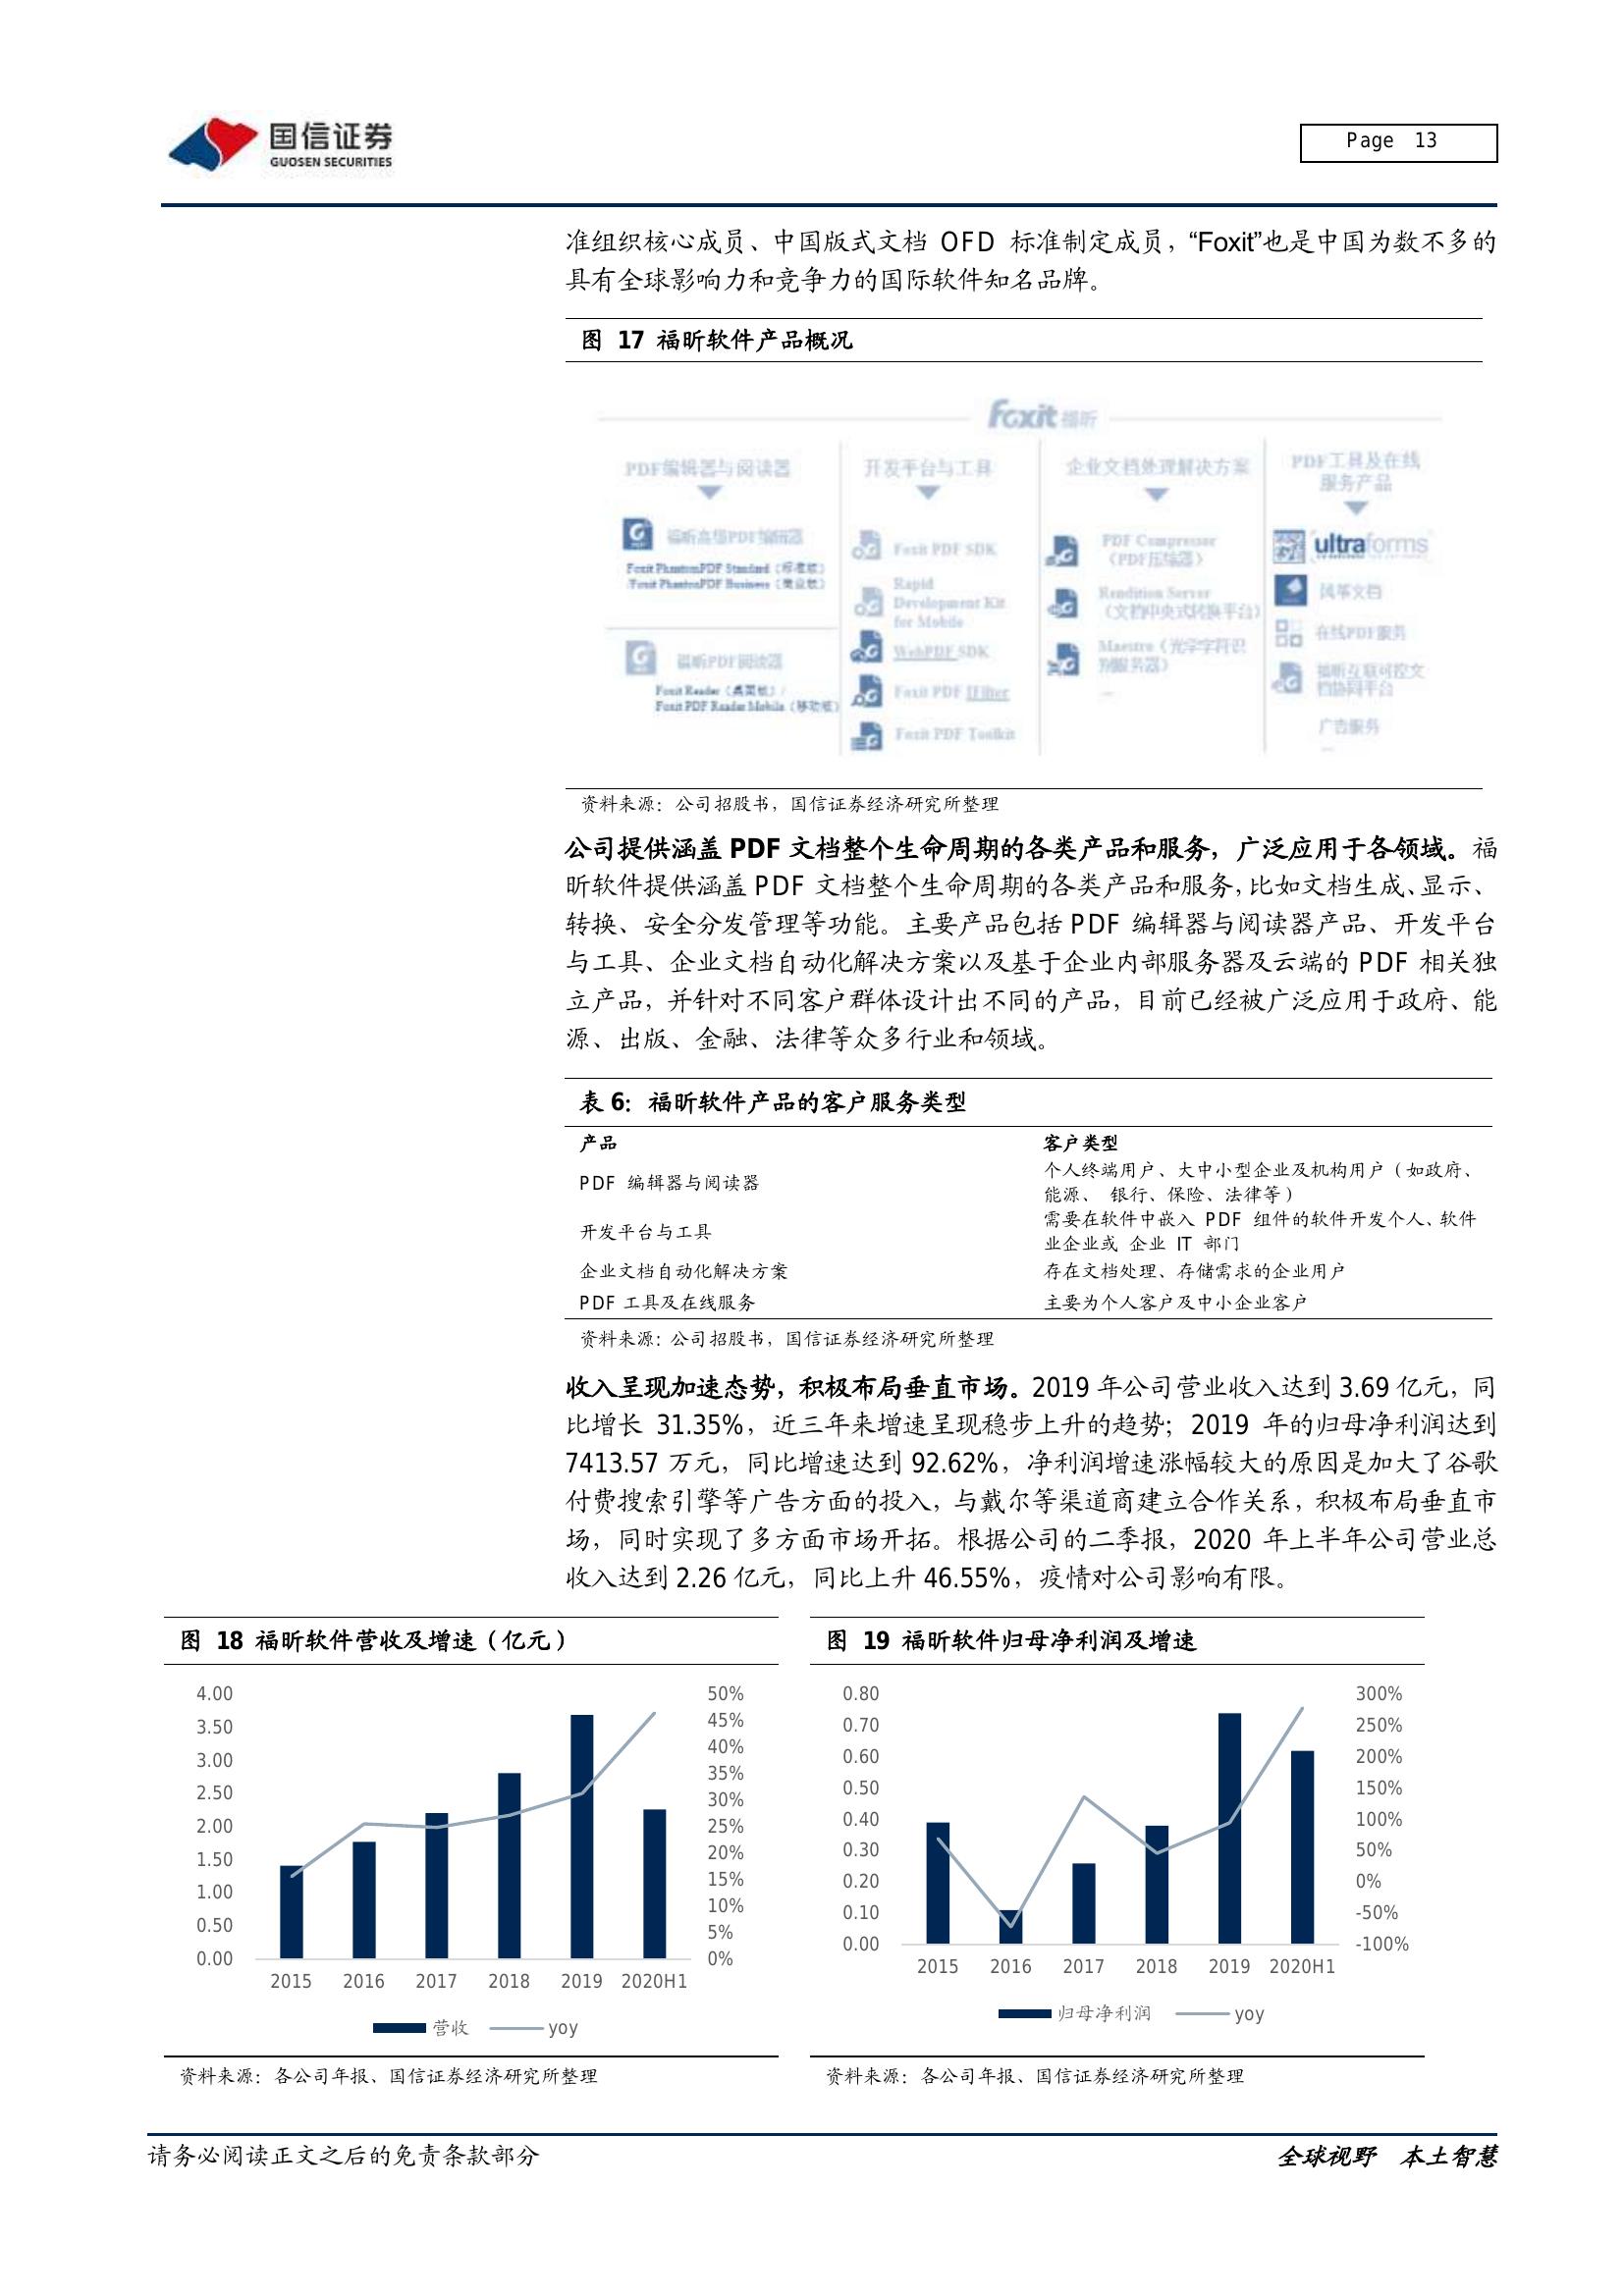 国信证券
GUOSEN SECURITIES
Page 13
准组织核心成员、中国版式文档 OFD 标准制定成员，“Foxit”也是中国为数不多的
具有全球影响力和竞争力的国际软件知名品牌。
图 17 福昕软件产品概况
Foxit 福昕
PDF编辑器与阅读器
福昕高级PDF编辑器
Foxit PhantomPDF Standard（标准版）
Foxit PhantomPDF Business（商业版）
福昕PDF阅读器
Foxit Reader（桌面版）/
Foxit PDF Reader Mobile（移动版）
开发平台与工具
Foxit PDF SDK
Rapid
Development Kit
for Mobile
WebPDF SDK
Foxit PDF IFilter
Foxit PDF Toolkit
企业文档处理解决方案
PDF Compressor
（PDF压缩器）
Rendition Server
（文档中央式转换平台）
Maestro（光学字符识
别服务器）
...
PDF工具及在线
服务产品
ultraforms
风筝文档
在线PDF服务
福昕互联可控文
档协同平台
广告服务
...
资料来源：公司招股书，国信证券经济研究所整理
公司提供涵盖 PDF 文档整个生命周期的各类产品和服务，广泛应用于各领域。福
昕软件提供涵盖 PDF 文档整个生命周期的各类产品和服务，比如文档生成、显示、
转换、安全分发管理等功能。主要产品包括 PDF 编辑器与阅读器产品、开发平台
与工具、企业文档自动化解决方案以及基于企业内部服务器及云端的 PDF 相关独
立产品，并针对不同客户群体设计出不同的产品，目前已经被广泛应用于政府、能
源、出版、金融、法律等众多行业和领域。
表 6：福昕软件产品的客户服务类型
产品 客户类型
PDF 编辑器与阅读器 个人终端用户、大中小型企业及机构用户（如政府、
能源、 银行、保险、法律等）
开发平台与工具 需要在软件中嵌入 PDF 组件的软件开发个人、软件
业企业或 企业 IT 部门
企业文档自动化解决方案 存在文档处理、存储需求的企业用户
PDF 工具及在线服务 主要为个人客户及中小企业客户
资料来源：公司招股书，国信证券经济研究所整理
收入呈现加速态势，积极布局垂直市场。2019 年公司营业收入达到 3.69 亿元，同
比增长 31.35%，近三年来增速呈现稳步上升的趋势；2019 年的归母净利润达到
7413.57 万元，同比增速达到 92.62%，净利润增速涨幅较大的原因是加大了谷歌
付费搜索引擎等广告方面的投入，与戴尔等渠道商建立合作关系，积极布局垂直市
场，同时实现了多方面市场开拓。根据公司的二季报，2020 年上半年公司营业总
收入达到 2.26 亿元，同比上升 46.55%，疫情对公司影响有限。
图 18 福昕软件营收及增速（亿元）
4.00
3.50
3.00
2.50
2.00
1.50
1.00
0.50
0.00
50%
45%
40%
35%
30%
25%
20%
15%
10%
5%
0%
2015 2016 2017 2018 2019 2020H1
营收 yoy
资料来源：各公司年报、国信证券经济研究所整理
图 19 福昕软件归母净利润及增速
0.80
0.70
0.60
0.50
0.40
0.30
0.20
0.10
0.00
300%
250%
200%
150%
100%
50%
0%
-50%
-100%
2015 2016 2017 2018 2019 2020H1
归母净利润 yoy
资料来源：各公司年报、国信证券经济研究所整理
请务必阅读正文之后的免责条款部分
全球视野 本土智慧